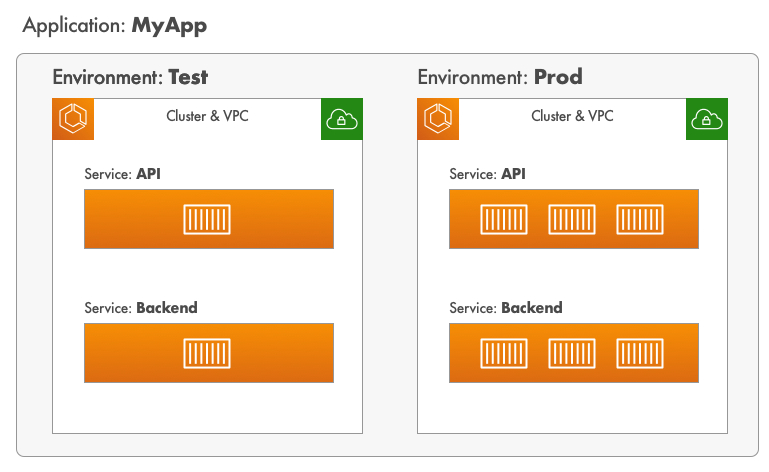 Application: MyApp
Environment: Test
Cluster & VPC
Service: API
Service: Backend
Environment: Prod
Cluster & VPC
Service: API
Service: Backend